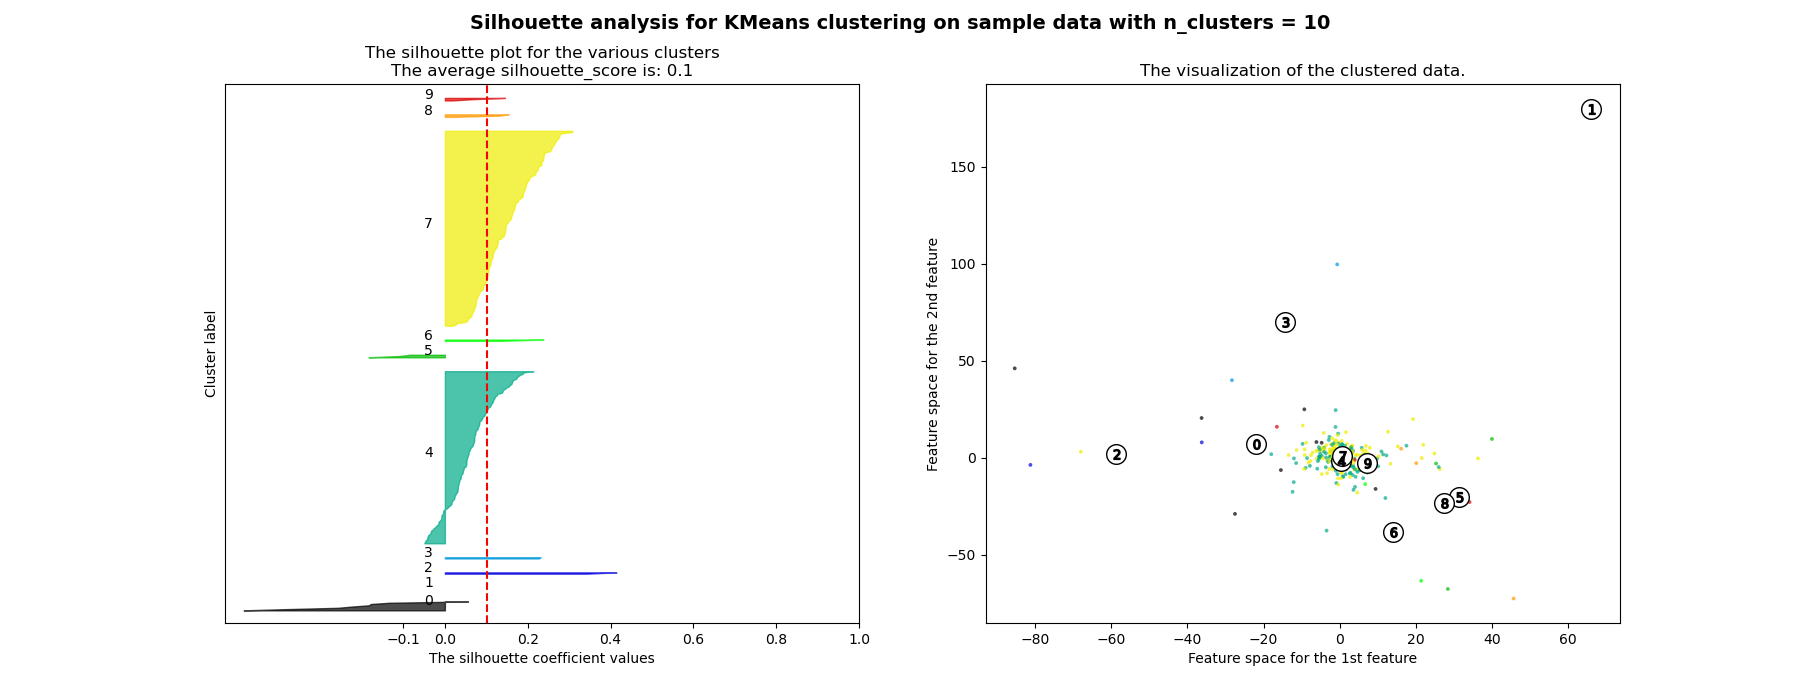 Silhouette analysis for KMeans clustering on sample data with n_clusters = 10
The silhouette plot for the various clusters
The average silhouette_score is: 0.1
9
8
7
6
5
4
3
2
1
0
Cluster label
−0.1 0.0 0.2 0.4 0.6 0.8 1.0
The silhouette coefficient values
The visualization of the clustered data.
1
150
100
3
50
0
2
0
7
4
9
5
8
6
−50
Feature space for the 2nd feature
−80 −60 −40 −20 0 20 40 60
Feature space for the 1st feature